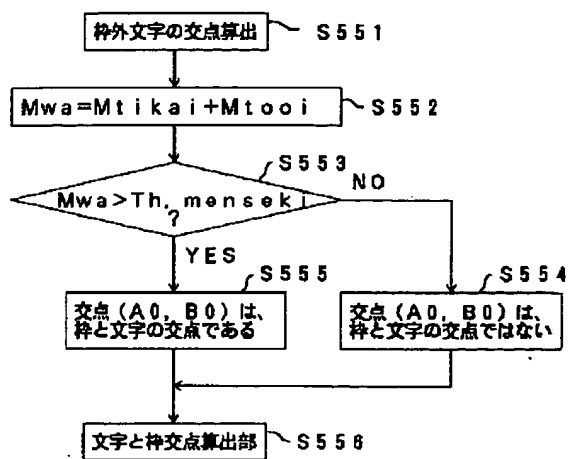 枠外文字の交点算出
S551
Mwa=Mtikai+Mtooi
S552
S553
Mwa>Th, menseki
?
NO
YES
S555
S554
交点(A0, B0)は、
枠と文字の交点である
交点(A0, B0)は、
枠と文字の交点ではない
文字と枠交点算出部
S556